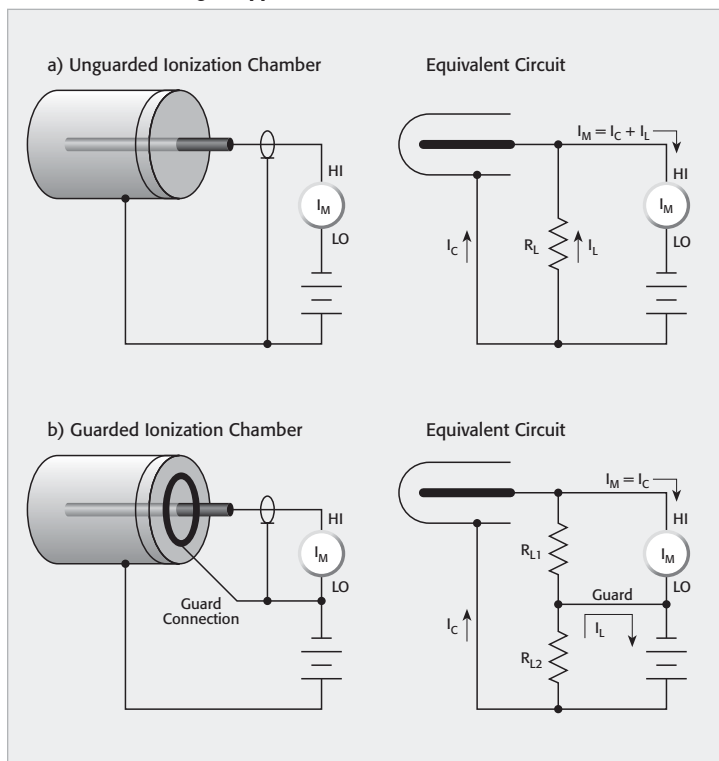 a) Unguarded Ionization Chamber
Equivalent Circuit
HI
I_M
LO
I_M = I_C + I_L
HI
I_M
LO
I_C
R_L
I_L
b) Guarded Ionization Chamber
Equivalent Circuit
HI
I_M
LO
Guard
Connection
I_M = I_C
HI
I_M
LO
R_L1
Guard
I_L
I_C
R_L2